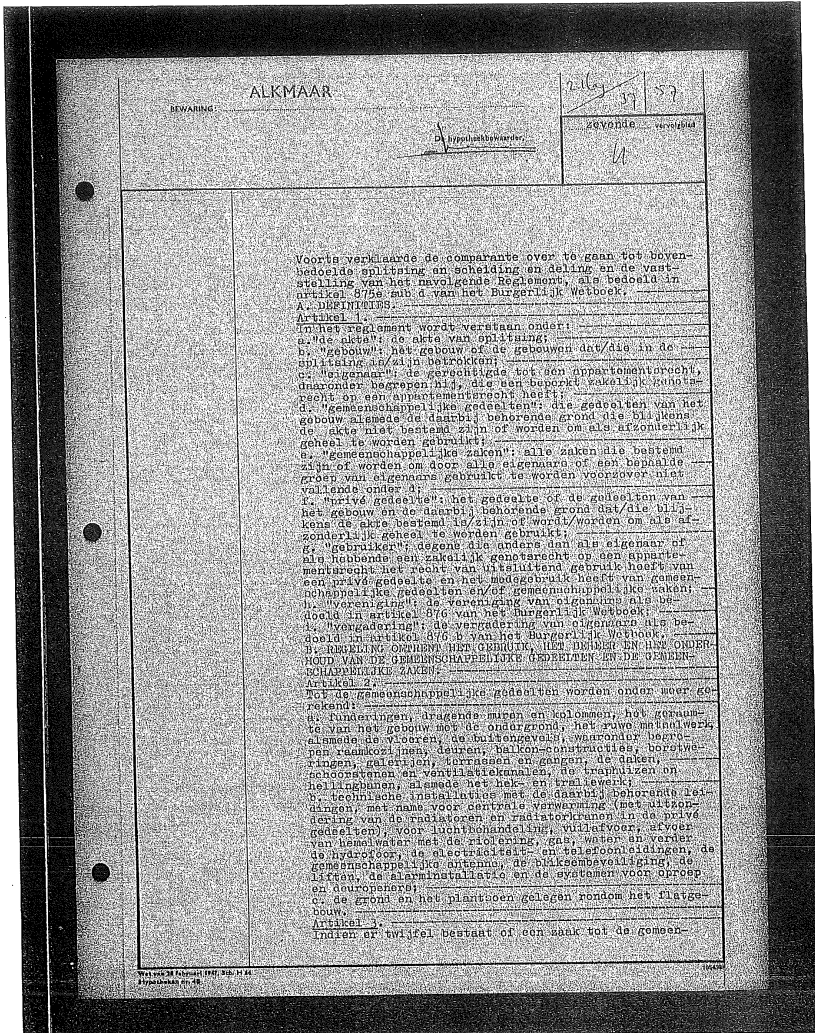 ALKMAAR
BEWARING:
57
37
De hypotheekbewaarder,
zevende vervolgblad
Voorts verklaarde de comparante over te gaan tot boven-
bedoelde splitsing en scheiding en deling en de vast-
stelling van het navolgende Reglement, als bedoeld in
artikel 875e sub d van het Burgerlijk Wetboek.
A. DEFINITIES.
Artikel 1.
In het reglement wordt verstaan onder:
a."de akte": de akte van splitsing;
b. "gebouw": het gebouw of de gebouwen dat/die in de
splitsing is/zijn betrokken;
c. "eigenaar": de gerechtigde tot een appartementsrecht,
daaronder begrepen hij, die een beperkt zakelijk genots-
recht op een appartementsrecht heeft;
d. "gemeenschappelijke gedeelten": die gedeelten van het
gebouw alsmede de daarbij behorende grond die blijkens
de akte niet bestemd zijn of worden om als afzonderlijk
geheel te worden gebruikt;
e. "gemeenschappelijke zaken": alle zaken die bestemd
zijn of worden om door alle eigenaars of een bepaalde
groep van eigenaars gebruikt te worden voorzover niet
vallende onder d;
f. "privé gedeelte": het gedeelte of de gedeelten van
het gebouw en de daarbij behorende grond dat/die blij-
kens de akte bestemd is/zijn of wordt/worden om als af-
zonderlijk geheel te worden gebruikt;
g. "gebruiker": degene die anders dan als eigenaar of
als hebbende een zakelijk genotsrecht op een apparte-
mentsrecht het recht van uitsluitend gebruik heeft van
een privé gedeelte en het medegebruik heeft van gemeen-
schappelijke gedeelten en/of gemeenschappelijke zaken;
h. "vereniging": de vereniging van eigenaars als be-
doeld in artikel 876 van het Burgerlijk Wetboek;
i. "vergadering": de vergadering van eigenaars als be-
doeld in artikel 876 b van het Burgerlijk Wetboek.
B. REGELING OMTRENT HET GEBRUIK, HET BEHEER EN HET ONDER-
HOUD VAN DE GEMEENSCHAPPELIJKE GEDEELTEN EN DE GEMEEN-
SCHAPPELIJKE ZAKEN.
Artikel 2.
Tot de gemeenschappelijke gedeelten worden onder meer ge-
rekend:
a. funderingen, dragende muren en kolommen, het geraam-
te van het gebouw met de ondergrond, het ruwe metselwerk,
alsmede de vloeren, de buitengevels, waaronder begre-
pen raamkozijnen, deuren, balkon-constructies, borstwe-
ringen, galerijen, terrassen en gangen, de daken,
schoorstenen en ventilatiekanalen, de traphuizen en
hellingbanen, alsmede het hek- en traliewerk;
b. technische installaties met de daarbij behorende lei-
dingen, met name voor centrale verwarming (met uitzon-
dering van de radiatoren en radiatorkranen in de privé
gedeelten), voor luchtbehandeling, vuilafvoer, afvoer
van hemelwater met de riolering, gas, water en verder
de hydrofoor, de electriciteit- en telefoonleidingen, de
gemeenschappelijke antenne, de bliksembeveiliging, de
liften, de alarminstallatie en de systemen voor oproep
en deuropeners;
c. de grond en het plantsoen gelegen rondom het flatge-
bouw.
Artikel 3.
Indien er twijfel bestaat of een zaak tot de gemeen-
Wet van 28 februari 1947, Stb. H 64
Hypotheken nr. 4B